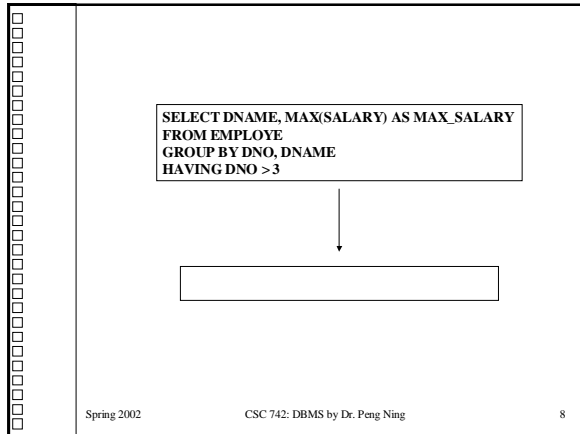 SELECT DNAME, MAX(SALARY) AS MAX_SALARY
FROM EMPLOYE
GROUP BY DNO, DNAME
HAVING DNO > 3
Spring 2002
CSC 742: DBMS by Dr. Peng Ning
8